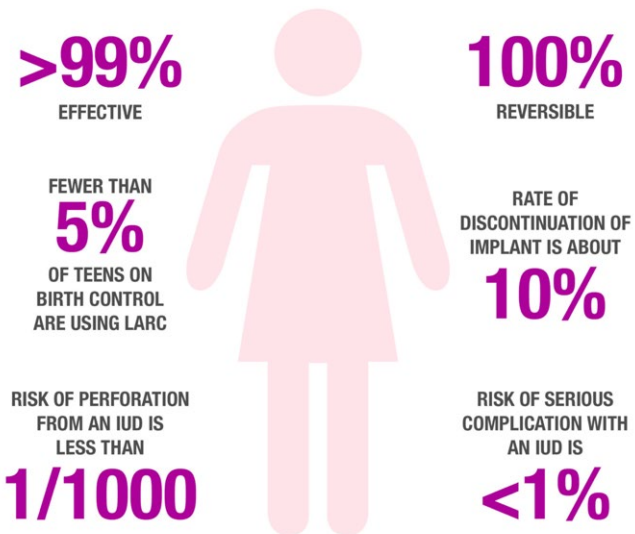 >99%
EFFECTIVE
100%
REVERSIBLE
FEWER THAN
5%
OF TEENS ON
BIRTH CONTROL
ARE USING LARC
RATE OF
DISCONTINUATION OF
IMPLANT IS ABOUT
10%
RISK OF PERFORATION
FROM AN IUD IS
LESS THAN
1/1000
RISK OF SERIOUS
COMPLICATION WITH
AN IUD IS
<1%